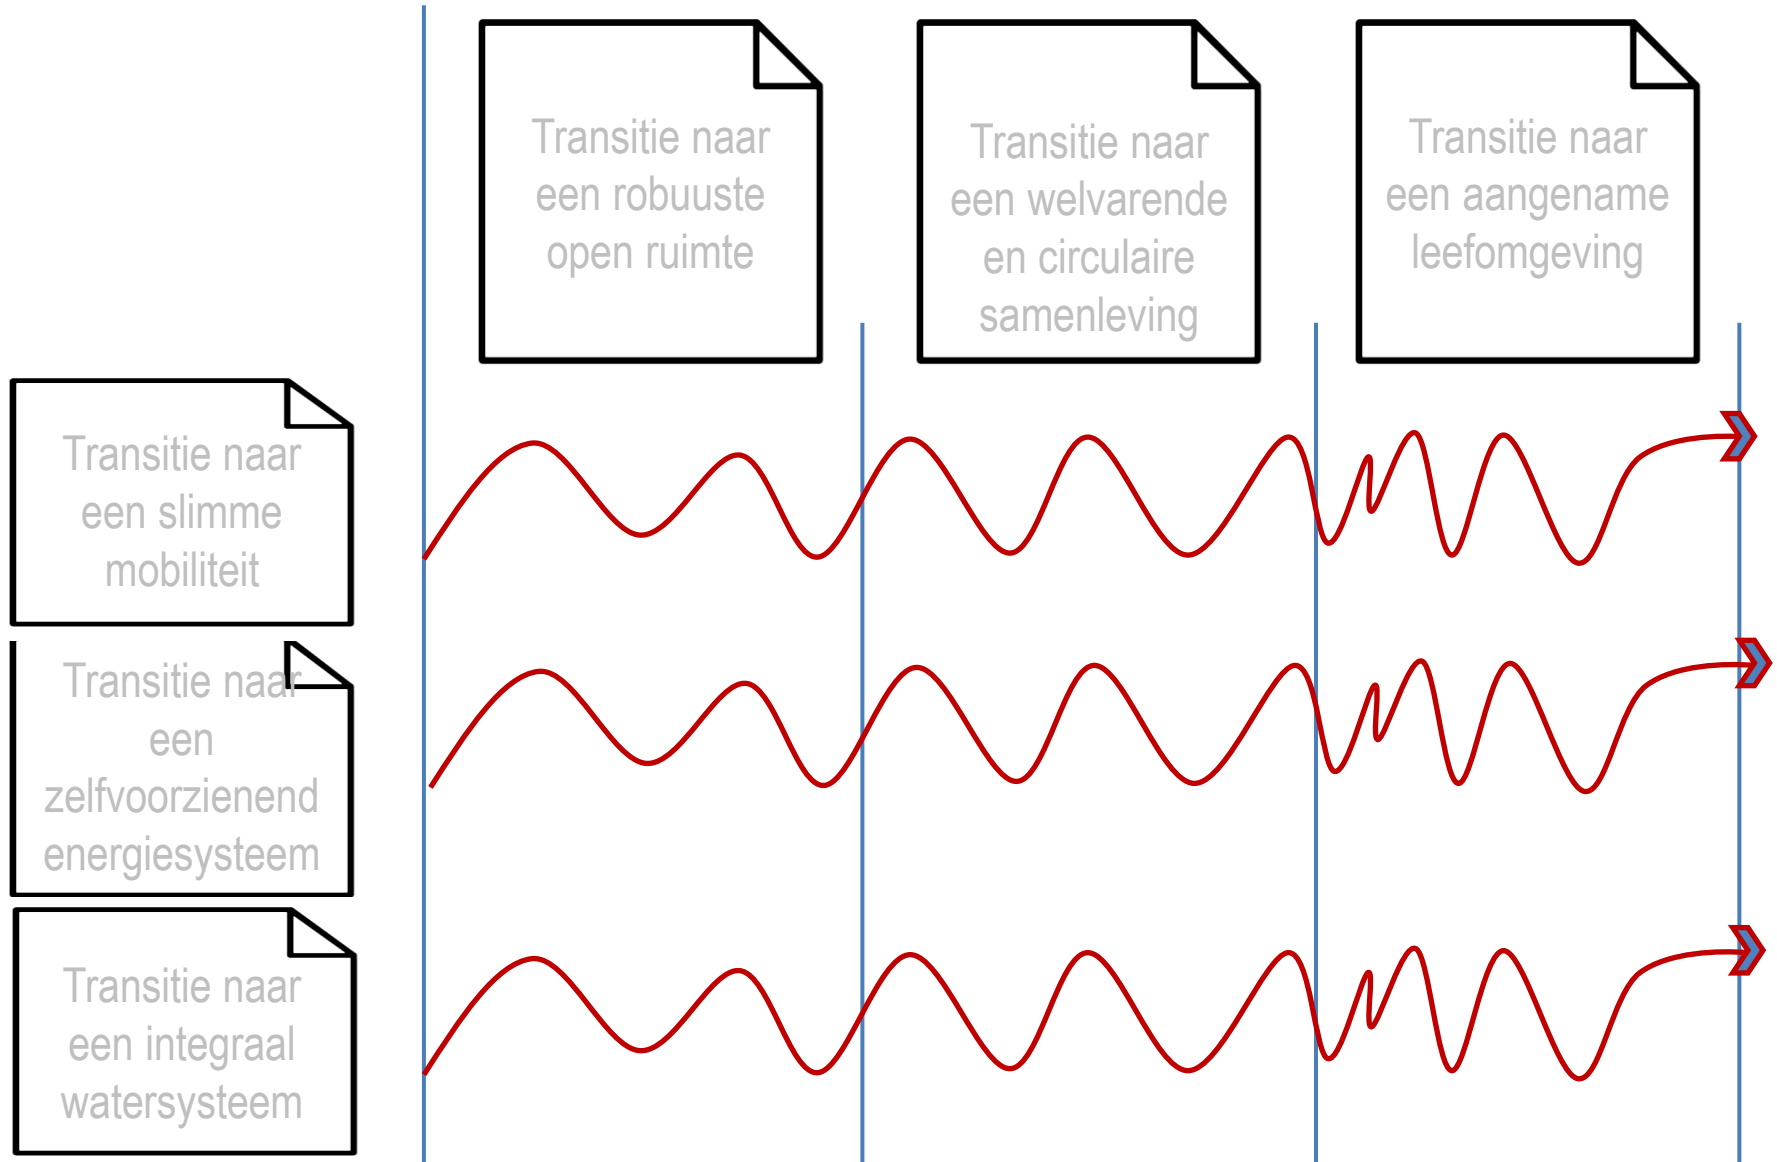 Transitie naar
een robuuste
open ruimte
Transitie naar
een welvarende
en circulaire
samenleving
Transitie naar
een aangename
leefomgeving
Transitie naar
een slimme
mobiliteit
Transitie naar
een
zelfvoorzienend
energiesysteem
Transitie naar
een integraal
watersysteem